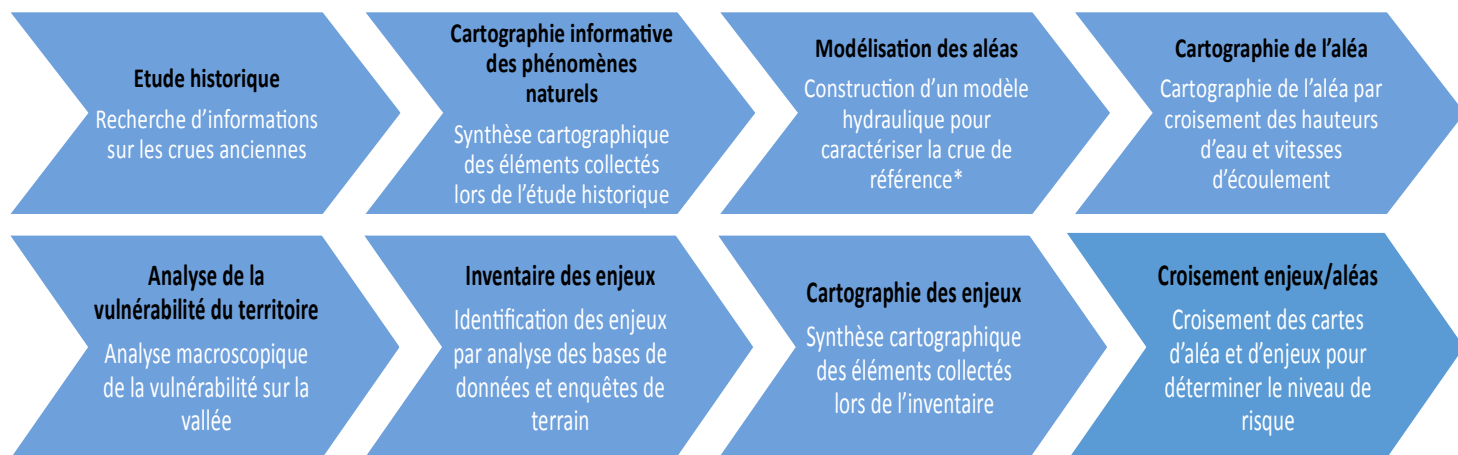 Etude historique
Recherche d'informations
sur les crues anciennes
Cartographie informative
des phénomènes
naturels
Synthèse cartographique
des éléments collectés
lors de l'étude historique
Modélisation des aléas
Construction d'un modèle
hydraulique pour
caractériser la crue de
référence*
Cartographie de l'aléa
Cartographie de l'aléa par
croisement des hauteurs
d'eau et vitesses
d'écoulement
Analyse de la
vulnérabilité du territoire
Analyse macroscopique
de la vulnérabilité sur la
vallée
Inventaire des enjeux
Identification des enjeux
par analyse des bases de
données et enquêtes de
terrain
Cartographie des enjeux
Synthèse cartographique
des éléments collectés
lors de l'inventaire
Croisement enjeux/aléas
Croisement des cartes
d'aléa et d'enjeux pour
déterminer le niveau de
risque